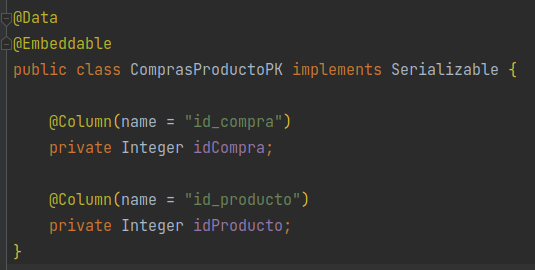 @Data
@Embeddable
public class ComprasProductoPK implements Serializable {
@Column(name = "id_compra")
private Integer idCompra;
@Column(name = "id_producto")
private Integer idProducto;
}